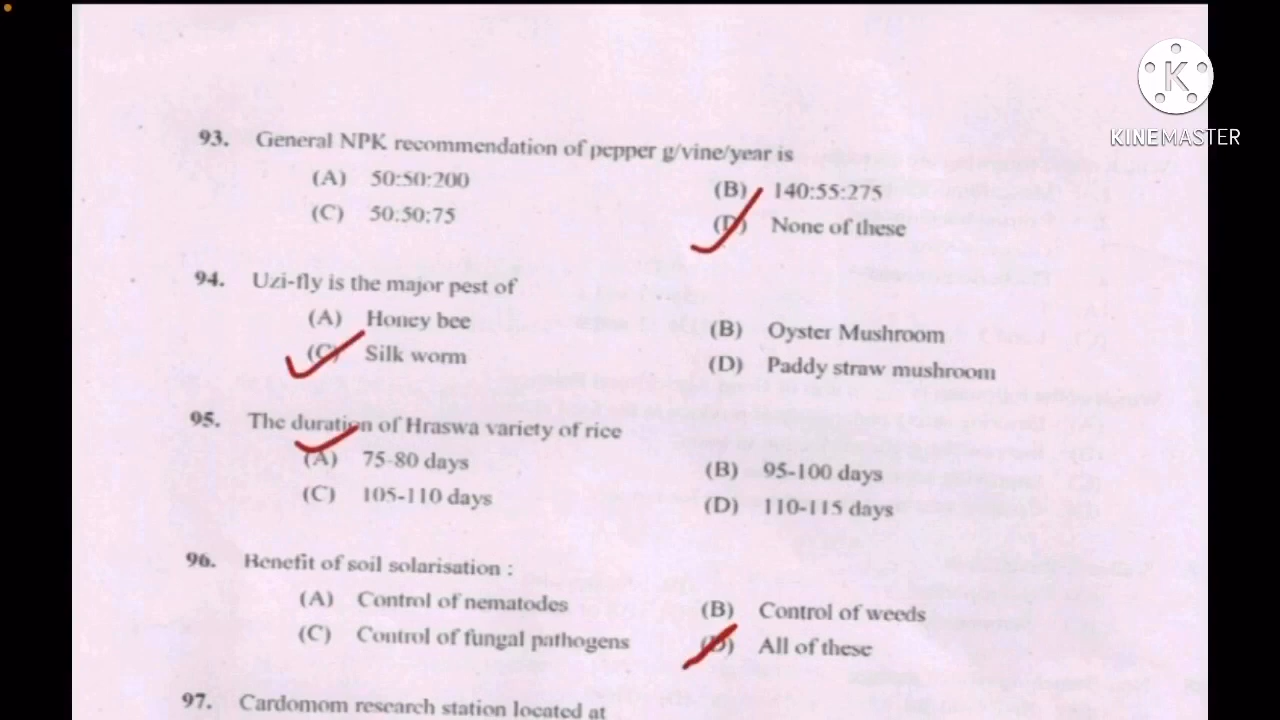 KINEMASTER
93. General NPK recommendation of pepper g/vine/year is
(A) 50:50:200 (B) 140:55:275
(C) 50:50:75 (D) None of these
94. Uzi-fly is the major pest of
(A) Honey bee (B) Oyster Mushroom
(C) Silk worm (D) Paddy straw mushroom
95. The duration of Hraswa variety of rice
(A) 75-80 days (B) 95-100 days
(C) 105-110 days (D) 110-115 days
96. Benefit of soil solarisation :
(A) Control of nematodes (B) Control of weeds
(C) Control of fungal pathogens (D) All of these
97. Cardomom research station located at